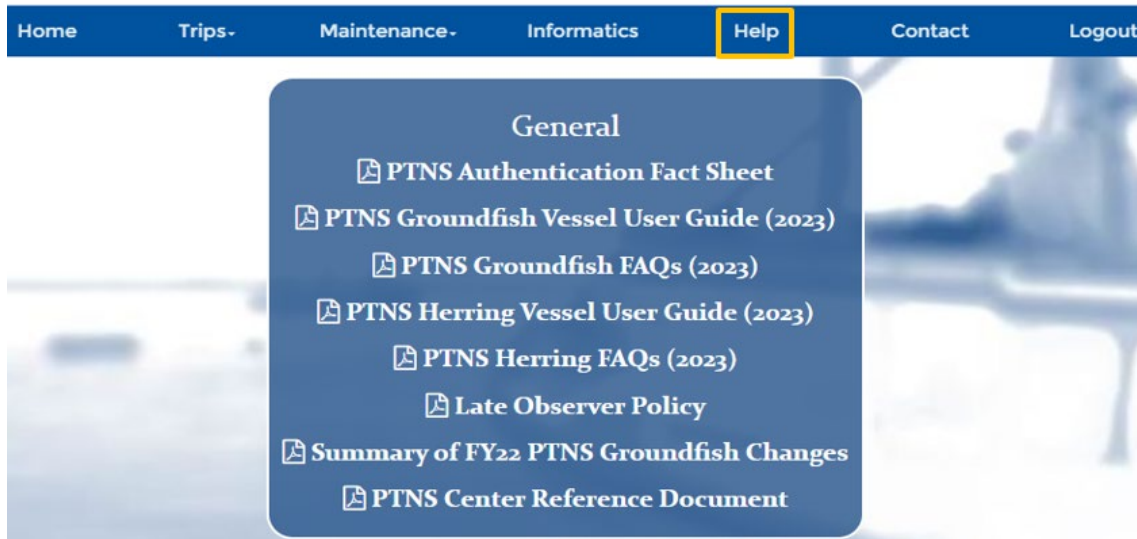 Home Trips- Maintenance- Informatics Help Contact Logout
General
PTNS Authentication Fact Sheet
PTNS Groundfish Vessel User Guide (2023)
PTNS Groundfish FAQs (2023)
PTNS Herring Vessel User Guide (2023)
PTNS Herring FAQs (2023)
Late Observer Policy
Summary of FY22 PTNS Groundfish Changes
PTNS Center Reference Document